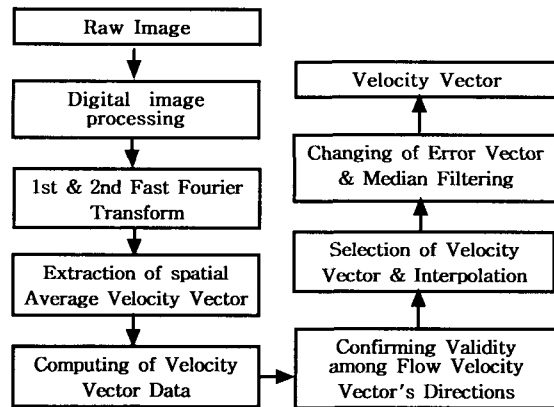 Raw Image
Digital image
processing
1st & 2nd Fast Fourier
Transform
Extraction of spatial
Average Velocity Vector
Computing of Velocity
Vector Data
Confirming Validity
among Flow Velocity
Vector's Directions
Selection of Velocity
Vector & Interpolation
Changing of Error Vector
& Median Filtering
Velocity Vector